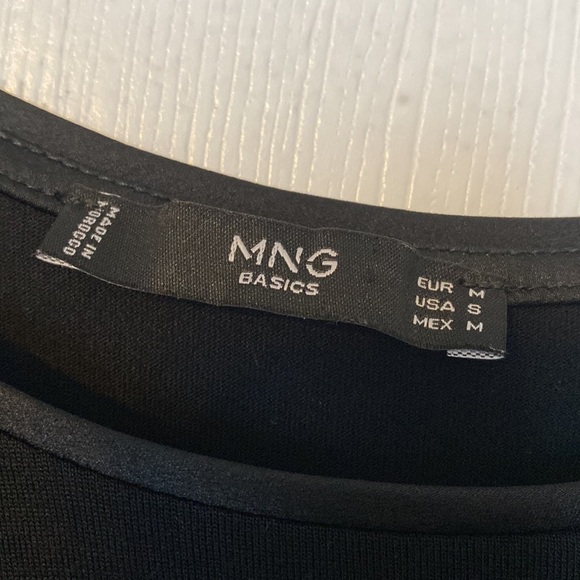 MADE IN
MOROCCO
MNG
BASICS
EUR M
USA S
MEX M